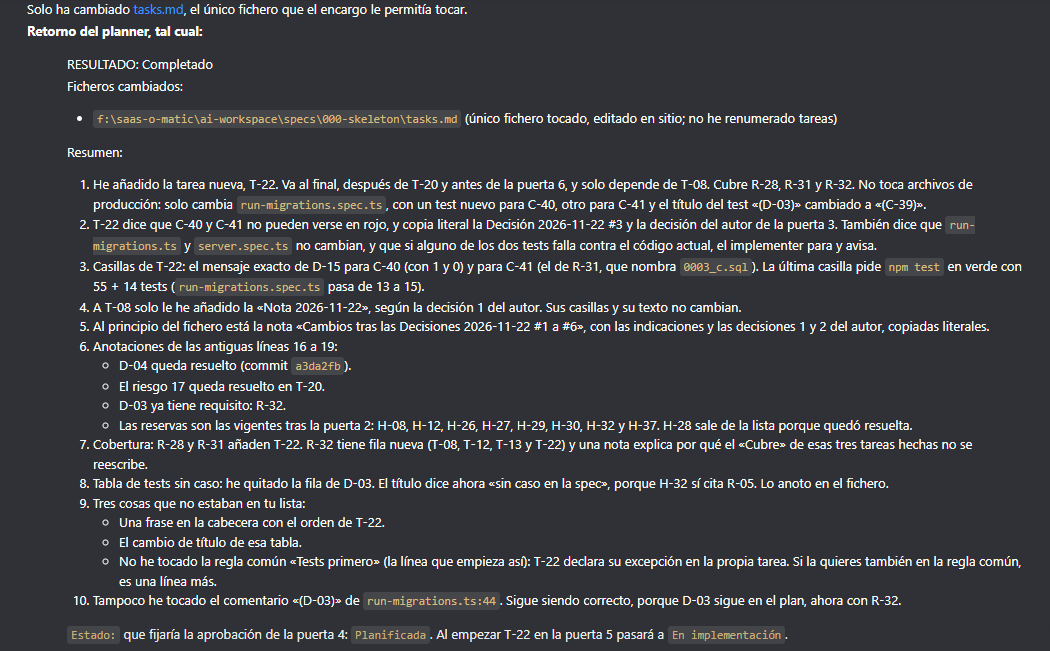 Solo ha cambiado tasks.md, el único fichero que el encargo le permitía tocar.
Retorno del planner, tal cual:
RESULTADO: Completado
Ficheros cambiados:
• f:\saas-o-matic\ai-workspace\specs\000-skeleton\tasks.md (único fichero tocado, editado en sitio; no he renumerado tareas)
Resumen:
1. He añadido la tarea nueva, T-22. Va al final, después de T-20 y antes de la puerta 6, y solo depende de T-08. Cubre R-28, R-31 y R-32. No toca archivos de
producción: solo cambia run-migrations.spec.ts, con un test nuevo para C-40, otro para C-41 y el título del test «(D-03)» cambiado a «(C-39)».
2. T-22 dice que C-40 y C-41 no pueden verse en rojo, y copia literal la Decisión 2026-11-22 #3 y la decisión del autor de la puerta 3. También dice que run-
migrations.ts y server.spec.ts no cambian, y que si alguno de los dos tests falla contra el código actual, el implementer para y avisa.
3. Casillas de T-22: el mensaje exacto de D-15 para C-40 (con 1 y 0) y para C-41 (el de R-31, que nombra 0003_c.sql). La última casilla pide npm test en verde con
55 + 14 tests (run-migrations.spec.ts pasa de 13 a 15).
4. A T-08 solo le he añadido la «Nota 2026-11-22», según la decisión 1 del autor. Sus casillas y su texto no cambian.
5. Al principio del fichero está la nota «Cambios tras las Decisiones 2026-11-22 #1 a #6», con las indicaciones y las decisiones 1 y 2 del autor, copiadas literales.
6. Anotaciones de las antiguas líneas 16 a 19:
○ D-04 queda resuelto (commit a3da2fb).
○ El riesgo 17 queda resuelto en T-20.
○ D-03 ya tiene requisito: R-32.
○ Las reservas son las vigentes tras la puerta 2: H-08, H-12, H-26, H-27, H-29, H-30, H-32 y H-37. H-28 sale de la lista porque quedó resuelta.
7. Cobertura: R-28 y R-31 añaden T-22. R-32 tiene fila nueva (T-08, T-12, T-13 y T-22) y una nota explica por qué el «Cubre» de esas tres tareas hechas no se
reescribe.
8. Tabla de tests sin caso: he quitado la fila de D-03. El título dice ahora «sin caso en la spec», porque H-32 sí cita R-05. Lo anoto en el fichero.
9. Tres cosas que no estaban en tu lista:
○ Una frase en la cabecera con el orden de T-22.
○ El cambio de título de esa tabla.
○ No he tocado la regla común «Tests primero» (la línea que empieza así): T-22 declara su excepción en la propia tarea. Si la quieres también en la regla común,
es una línea más.
10. Tampoco he tocado el comentario «(D-03)» de run-migrations.ts:44. Sigue siendo correcto, porque D-03 sigue en el plan, ahora con R-32.
Estado: que fijaría la aprobación de la puerta 4: Planificada. Al empezar T-22 en la puerta 5 pasará a En implementación.